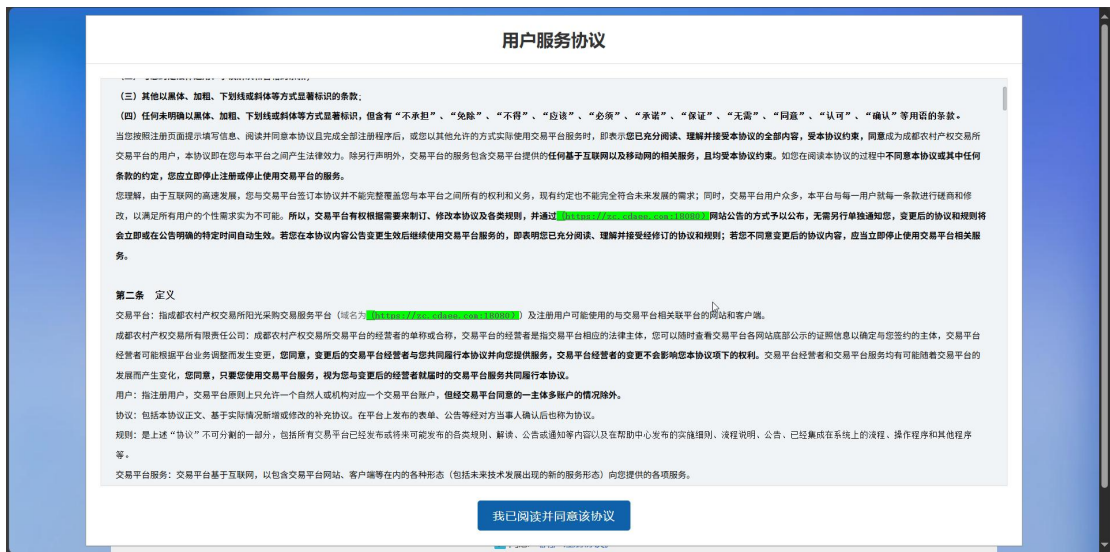 用户服务协议
（三）其他以黑体、加粗、下划线或斜体等方式显著标识的条款；
（四）任何未明确以黑体、加粗、下划线或斜体等方式显著标识，但含有“不承担”、“免除”、“不得”、“应该”、“必须”、“承诺”、“保证”、“无需”、“同意”、“认可”、“确认”等用语的条款。
当您按照注册页面提示填写信息、阅读并同意本协议且完成全部注册程序后，或您以其他允许的方式实际使用交易平台服务时，即表示您已充分阅读、理解并接受本协议的全部内容，受本协议约束，同意成为成都农村产权交易所
交易平台的用户，本协议即在您与本平台之间产生法律效力。除另行声明外，交易平台的服务包含交易平台提供的任何基于互联网以及移动网的相关服务，且均受本协议约束。如您在阅读本协议的过程中不同意本协议或其中任何
条款的约定，您应立即停止注册或停止使用交易平台的服务。
您理解，由于互联网的高速发展，您与交易平台签订本协议并不能完整覆盖您与本平台之间所有的权利和义务，现有约定也不能完全符合未来发展的需求；同时，交易平台用户众多，本平台与每一用户就每一条款进行磋商和修
改，以满足所有用户的个性需求实为不可能。所以，交易平台有权根据需要来制订、修改本协议及各类规则，并通过（https://zc.cdaee.com:18080）网站公告的方式予以公布，无需另行单独通知您，变更后的协议和规则将
会立即或在公告明确的特定时间自动生效。若您在本协议内容公告变更生效后继续使用交易平台服务的，即表明您已充分阅读、理解并接受经修订的协议和规则；若您不同意变更后的协议内容，应当立即停止使用交易平台相关服
务。
第二条 定义
交易平台：指成都农村产权交易所阳光采购交易服务平台（域名为（https://zc.cdaee.com:18080））及注册用户可能使用的与交易平台相关联平台的网站和客户端。
成都农村产权交易所有限责任公司：成都农村产权交易所交易平台的经营者的单称或合称，交易平台的经营者是指交易平台相应的法律主体，您可以随时查看交易平台各网站底部公示的证照信息以确定与您签约的主体，交易平台
经营者可能根据平台业务调整而发生变更，您同意，变更后的交易平台经营者与您共同履行本协议并向您提供服务，交易平台经营者的变更不会影响您本协议项下的权利。交易平台经营者和交易平台服务均有可能随着交易平台的
发展而产生变化，您同意，只要您使用交易平台服务，视为您与变更后的经营者就届时的交易平台服务共同履行本协议。
用户：指注册用户，交易平台原则上只允许一个自然人或机构对应一个交易平台账户，但经交易平台同意的一主体多账户的情况除外。
协议：包括本协议正文、基于实际情况新增或修改的补充协议。在平台上发布的表单、公告等经对方当事人确认后也称为协议。
规则：是上述“协议”不可分割的一部分，包括所有交易平台已经发布或将来可能发布的各类规则、解读、公告或通知等内容以及在帮助中心发布的实施细则、流程说明、公告、已经集成在系统上的流程、操作程序和其他程序
等。
交易平台服务：交易平台基于互联网，以包含交易平台网站、客户端等在内的各种形态（包括未来技术发展出现的新的服务形态）向您提供的各项服务。
我已阅读并同意该协议